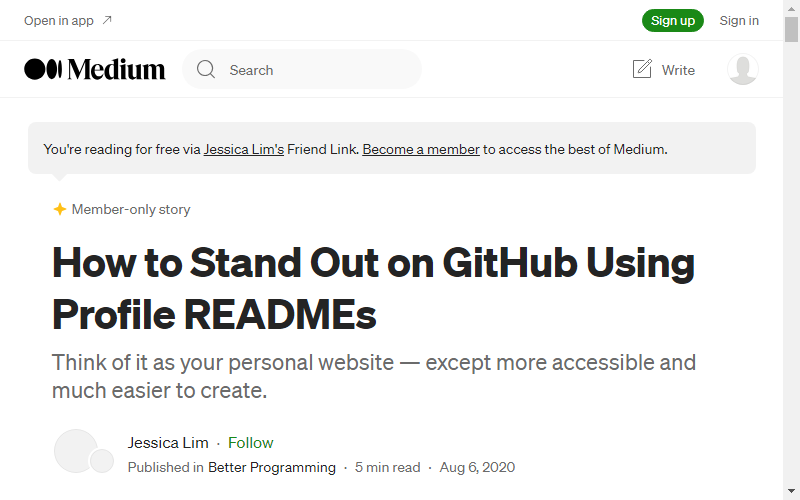 Open in app
Sign up
Sign in
Medium
Search
Write
You're reading for free via Jessica Lim's Friend Link. Become a member to access the best of Medium.
Member-only story
How to Stand Out on GitHub Using
Profile READMEs
Think of it as your personal website — except more accessible and
much easier to create.
Jessica Lim · Follow
Published in Better Programming · 5 min read · Aug 6, 2020